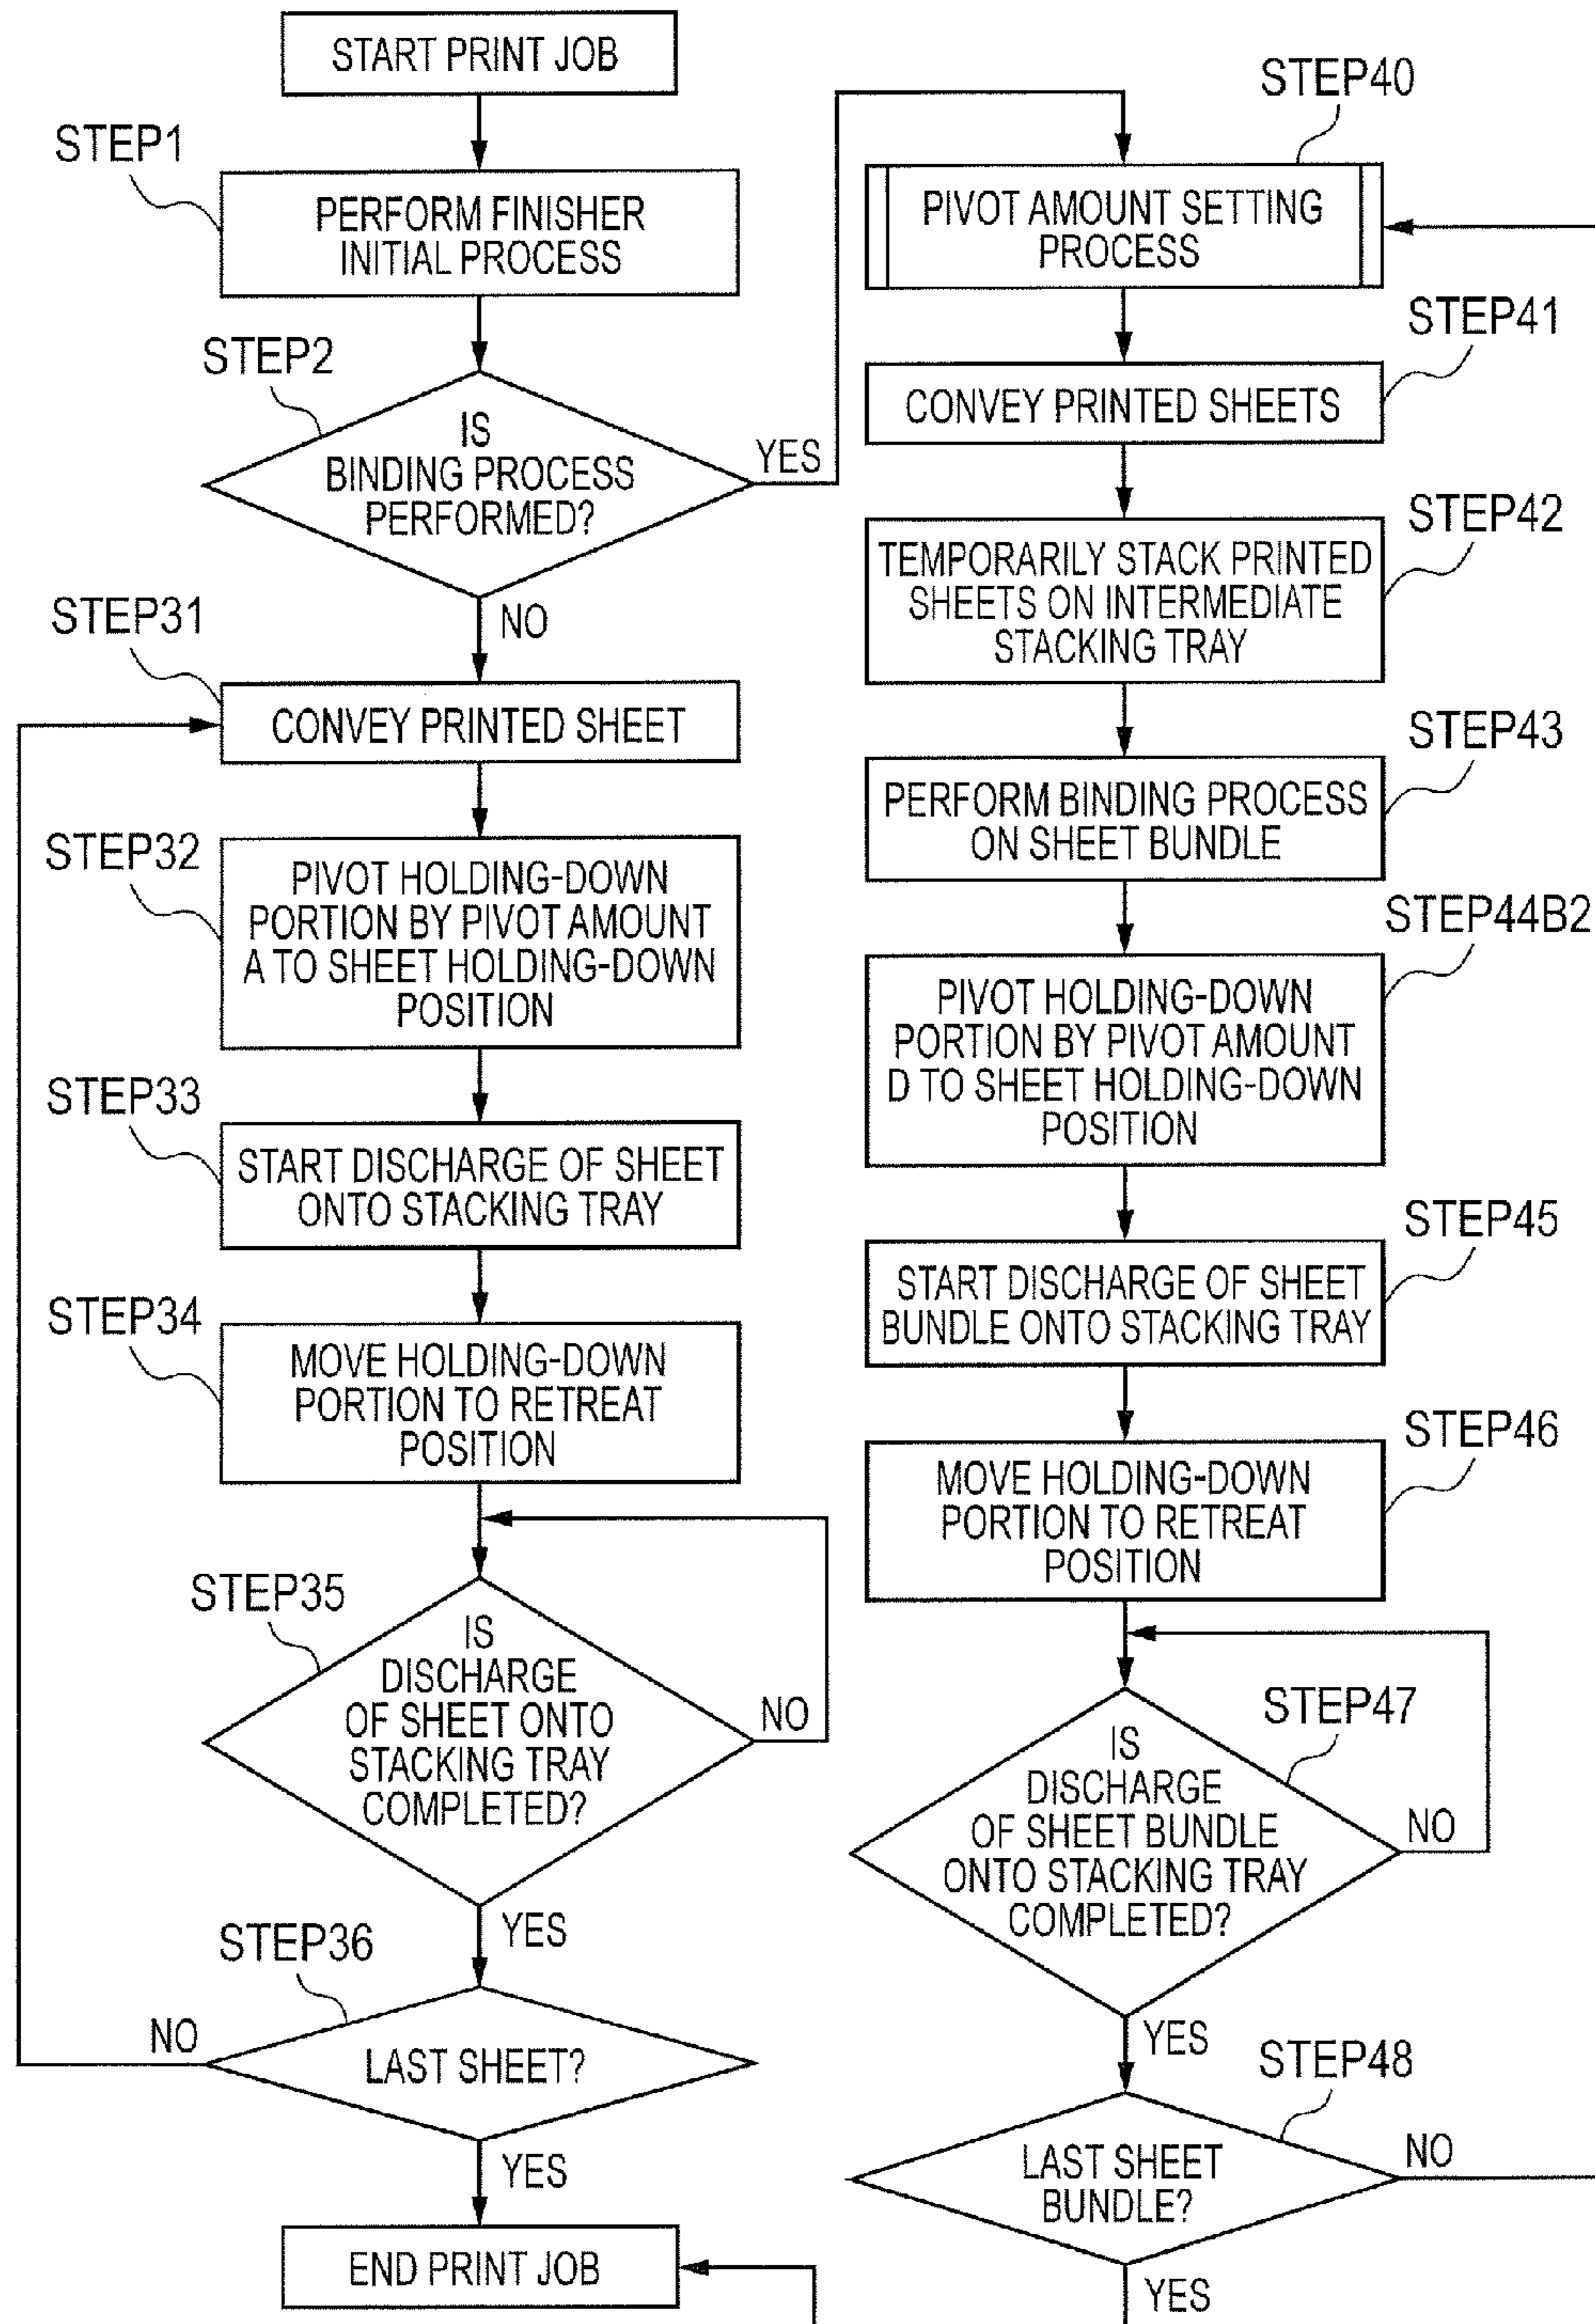 START PRINT JOB
STEP1
PERFORM FINISHER
INITIAL PROCESS
STEP2
IS
BINDING PROCESS
PERFORMED?
YES
NO
STEP31
CONVEY PRINTED SHEET
STEP32
PIVOT HOLDING-DOWN
PORTION BY PIVOT AMOUNT
A TO SHEET HOLDING-DOWN
POSITION
STEP33
START DISCHARGE OF SHEET
ONTO STACKING TRAY
STEP34
MOVE HOLDING-DOWN
PORTION TO RETREAT
POSITION
STEP35
IS
DISCHARGE
OF SHEET ONTO
STACKING TRAY
COMPLETED?
NO
YES
STEP36
NO
LAST SHEET?
YES
END PRINT JOB
STEP40
PIVOT AMOUNT SETTING
PROCESS
STEP41
CONVEY PRINTED SHEETS
STEP42
TEMPORARILY STACK PRINTED
SHEETS ON INTERMEDIATE
STACKING TRAY
STEP43
PERFORM BINDING PROCESS
ON SHEET BUNDLE
STEP44B2
PIVOT HOLDING-DOWN
PORTION BY PIVOT AMOUNT
D TO SHEET HOLDING-DOWN
POSITION
STEP45
START DISCHARGE OF SHEET
BUNDLE ONTO STACKING TRAY
STEP46
MOVE HOLDING-DOWN
PORTION TO RETREAT
POSITION
STEP47
IS
DISCHARGE
OF SHEET BUNDLE
ONTO STACKING TRAY
COMPLETED?
NO
YES
STEP48
LAST SHEET
BUNDLE?
NO
YES